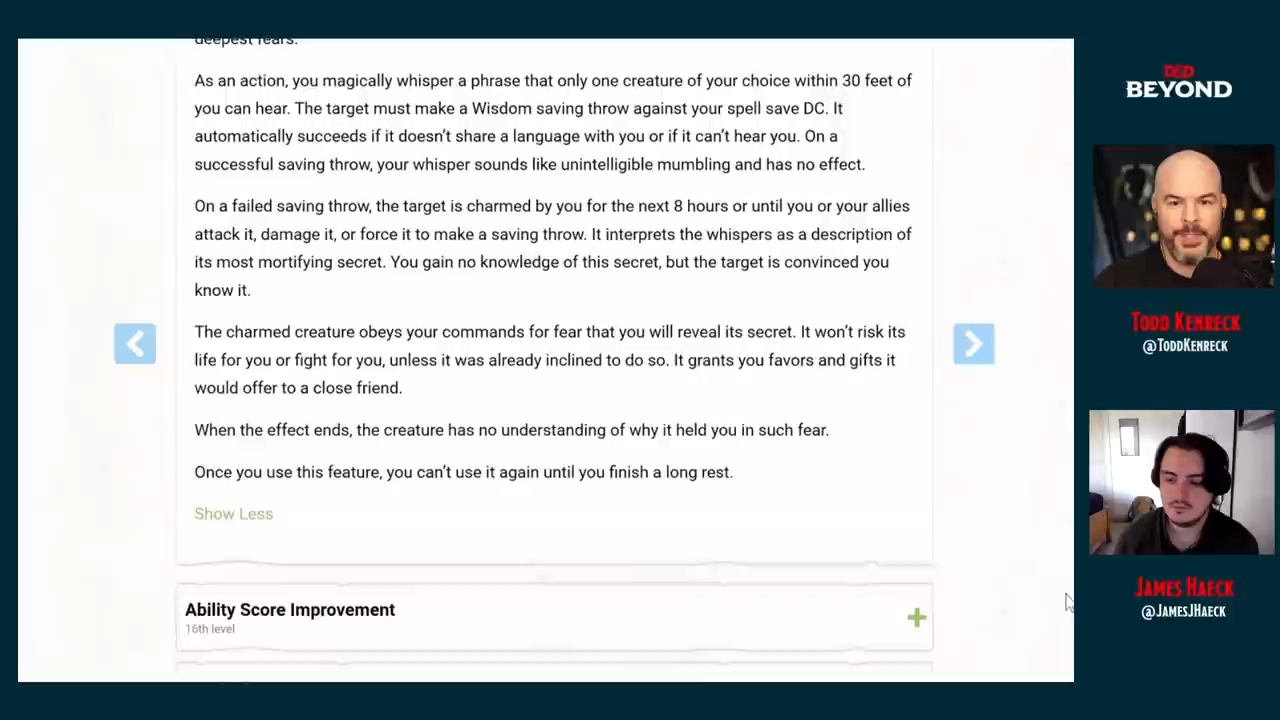 deepest fears.
As an action, you magically whisper a phrase that only one creature of your choice within 30 feet of
you can hear. The target must make a Wisdom saving throw against your spell save DC. It
automatically succeeds if it doesn’t share a language with you or if it can’t hear you. On a
successful saving throw, your whisper sounds like unintelligible mumbling and has no effect.
On a failed saving throw, the target is charmed by you for the next 8 hours or until you or your allies
attack it, damage it, or force it to make a saving throw. It interprets the whispers as a description of
its most mortifying secret. You gain no knowledge of this secret, but the target is convinced you
know it.
The charmed creature obeys your commands for fear that you will reveal its secret. It won’t risk its
life for you or fight for you, unless it was already inclined to do so. It grants you favors and gifts it
would offer to a close friend.
When the effect ends, the creature has no understanding of why it held you in such fear.
Once you use this feature, you can’t use it again until you finish a long rest.
Show Less
Ability Score Improvement
16th level
D&D
BEYOND
Todd Kenreck
@ToddKenreck
James Haeck
@JamesJHaeck